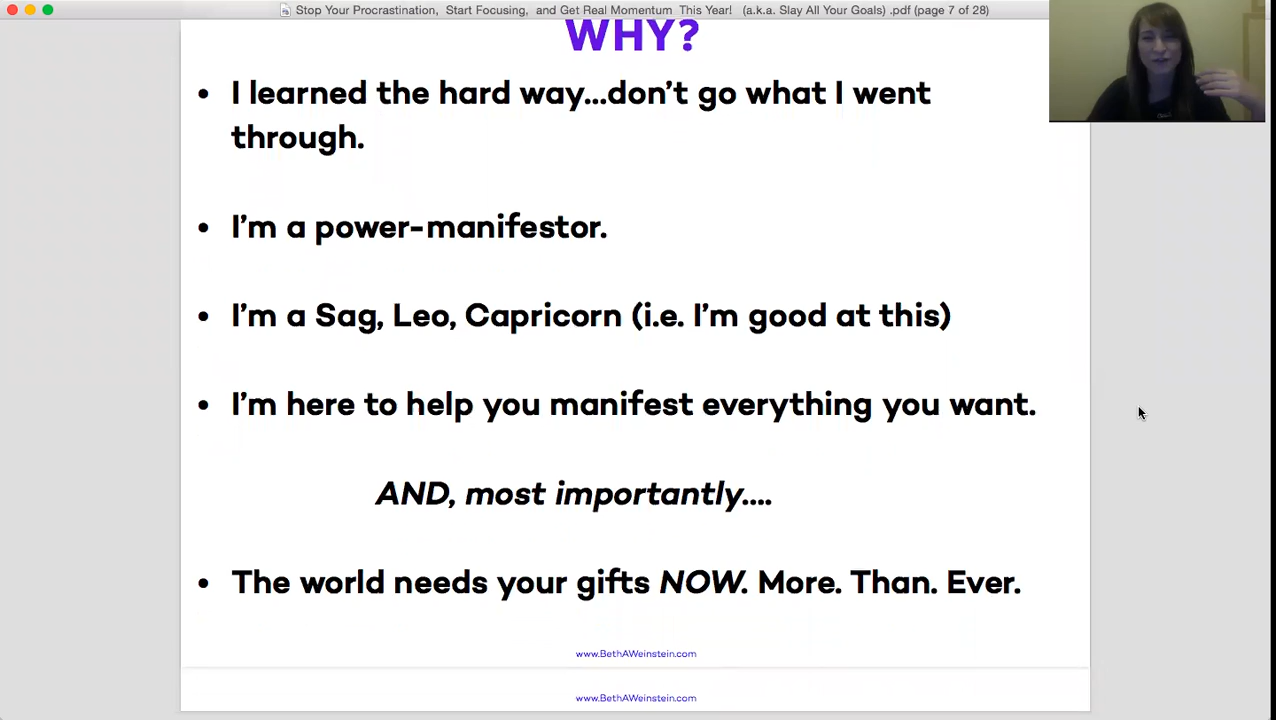 Stop Your Procrastination, Start Focusing, and Get Real Momentum This Year! (a.k.a. Slay All Your Goals) .pdf (page 7 of 28)
WHY?
• I learned the hard way...don’t go what I went
through.
• I’m a power-manifestor.
• I’m a Sag, Leo, Capricorn (i.e. I’m good at this)
• I’m here to help you manifest everything you want.
AND, most importantly....
• The world needs your gifts NOW. More. Than. Ever.
www.BethAWeinstein.com
www.BethAWeinstein.com